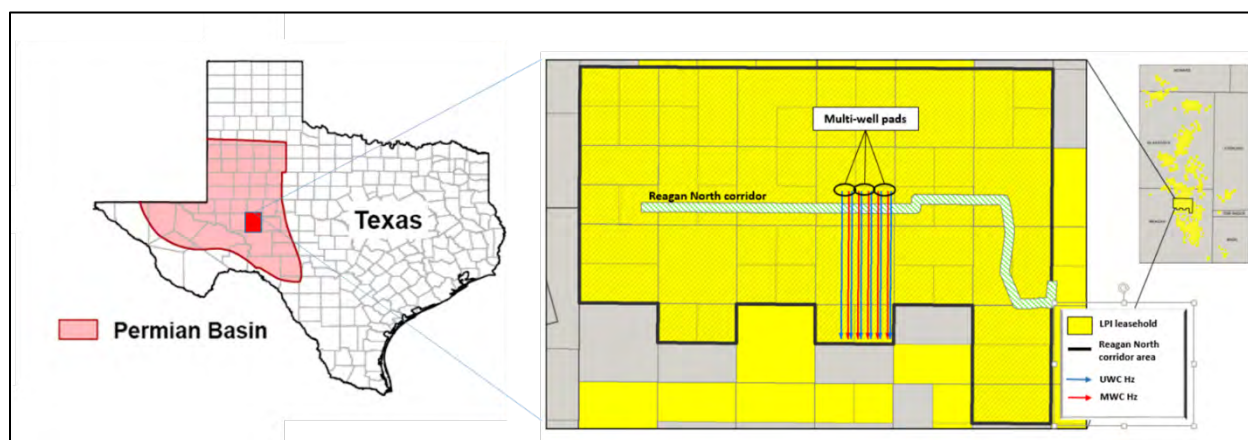 Texas
Permian Basin
Multi-well pads
Reagan North corridor
LPI leasehold
Reagan North
corridor area
UWC Hz
MWC Hz